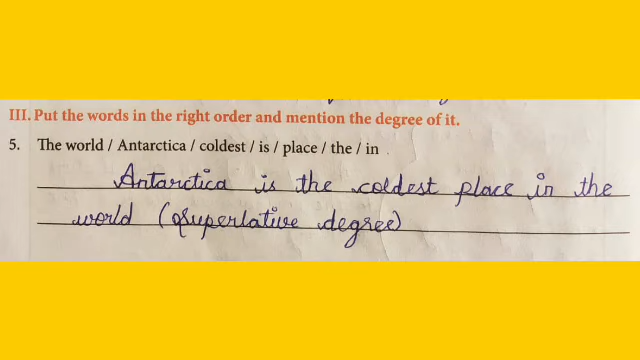 III. Put the words in the right order and mention the degree of it.
5. The world / Antarctica / coldest / is / place / the / in
Antarctica is the coldest place in the
world (Superlative degree)